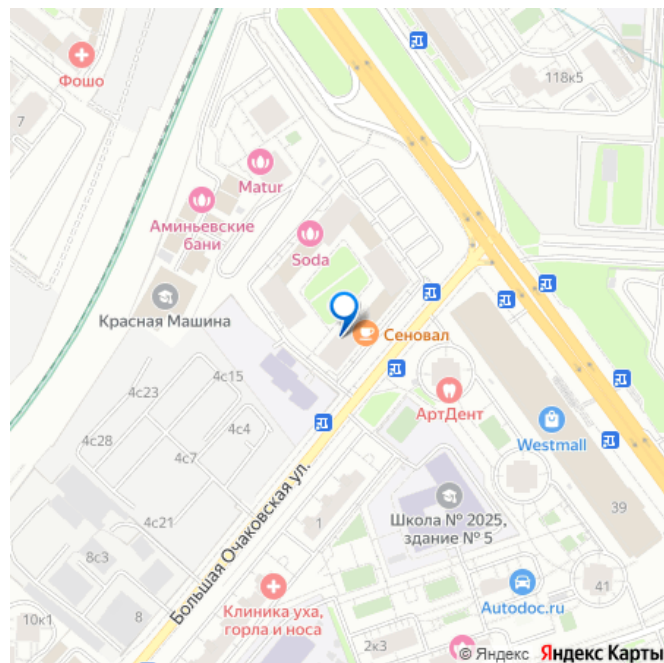 118к5
Фошо
7
Matur
Аминьевские
бани
Soda
Красная Машина
Сеновал
4с15
4с23
АртДент
4с4
4с28
Westmall
4с7
39
Школа № 2025,
здание № 5
4с21
1
Большая Очаковская ул.
8с3
41
Autodoc.ru
Клиника уха,
горла и носа
10к1
8
2к3
© Яндекс Яндекс Карты